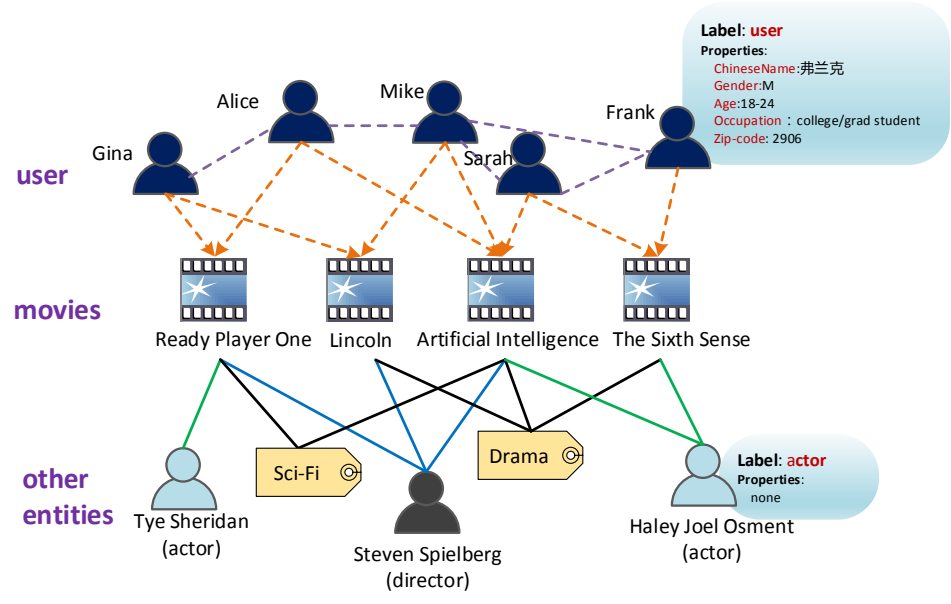 Label: user
Properties:
ChineseName:弗兰克
Gender:M
Age:18-24
Occupation：college/grad student
Zip-code: 2906
Mike
Alice
Frank
Gina
Sarah
user
movies
Ready Player One
Lincoln
Artificial Intelligence
The Sixth Sense
other
entities
Sci-Fi
Drama
Label: actor
Properties:
none
Tye Sheridan
(actor)
Steven Spielberg
(director)
Haley Joel Osment
(actor)